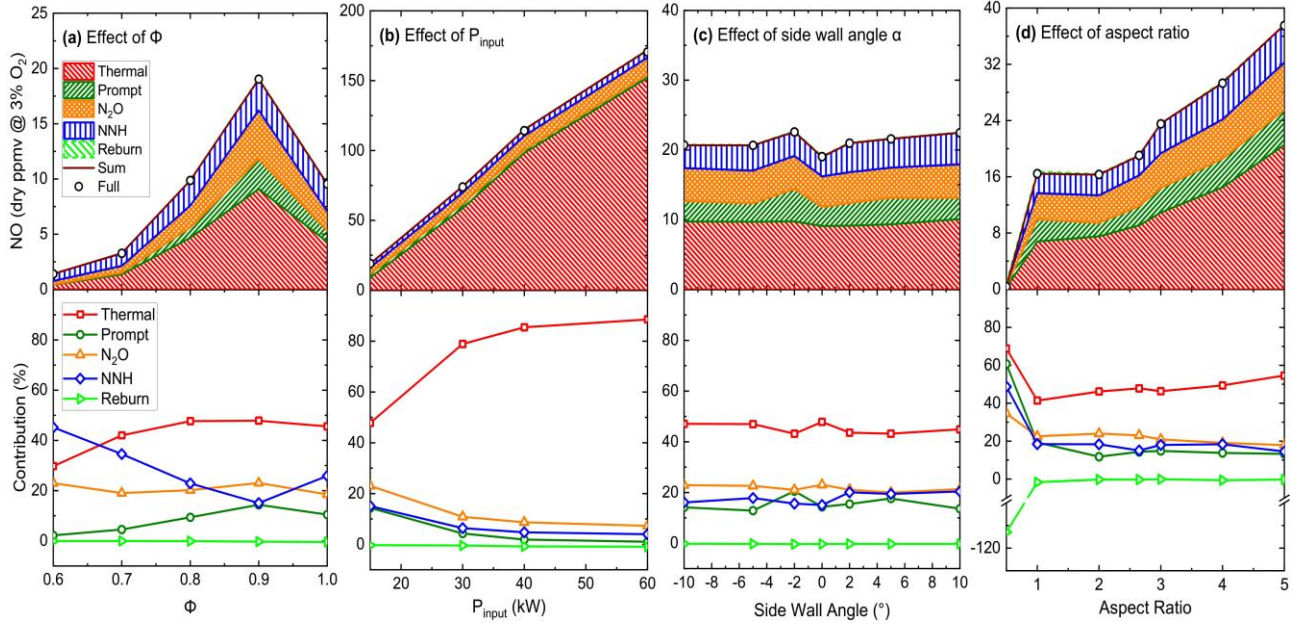 (a) Effect of Φ
Thermal
Prompt
N₂O
NNH
Reburn
Sum
Full
NO (dry ppmv @ 3% O₂)
25
20
15
10
5
0
(b) Effect of P_input
200
150
100
50
0
(c) Effect of side wall angle α
40
30
20
10
0
(d) Effect of aspect ratio
40
32
24
16
8
0
Thermal
Prompt
N₂O
NNH
Reburn
Contribution (%)
80
60
40
20
0
0.6 0.7 0.8 0.9 1.0
Φ
80
60
40
20
0
20 30 40 50 60
P_input (kW)
80
60
40
20
0
-10 -8 -6 -4 -2 0 2 4 6 8 10
Side Wall Angle (°)
80
60
40
20
0
-120
1 2 3 4 5
Aspect Ratio